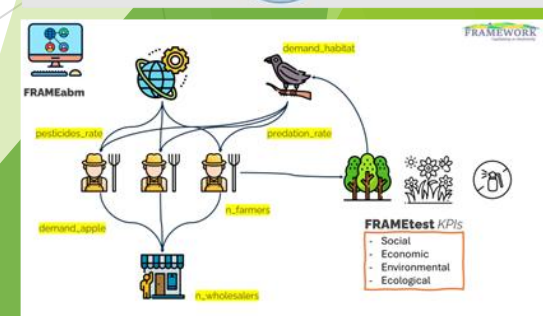 demand_habitat
FRAMEWORK
FRAMEabm
pesticides_rate
predation_rate
n_farmers
demand_apple
n_wholesalers
FRAMEtest KPIs
- Social
- Economic
- Environmental
- Ecological